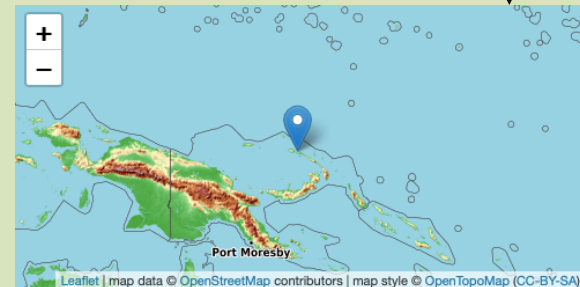 +
−
Port Moresby
Leaflet | map data © OpenStreetMap contributors | map style © OpenTopoMap (CC-BY-SA)